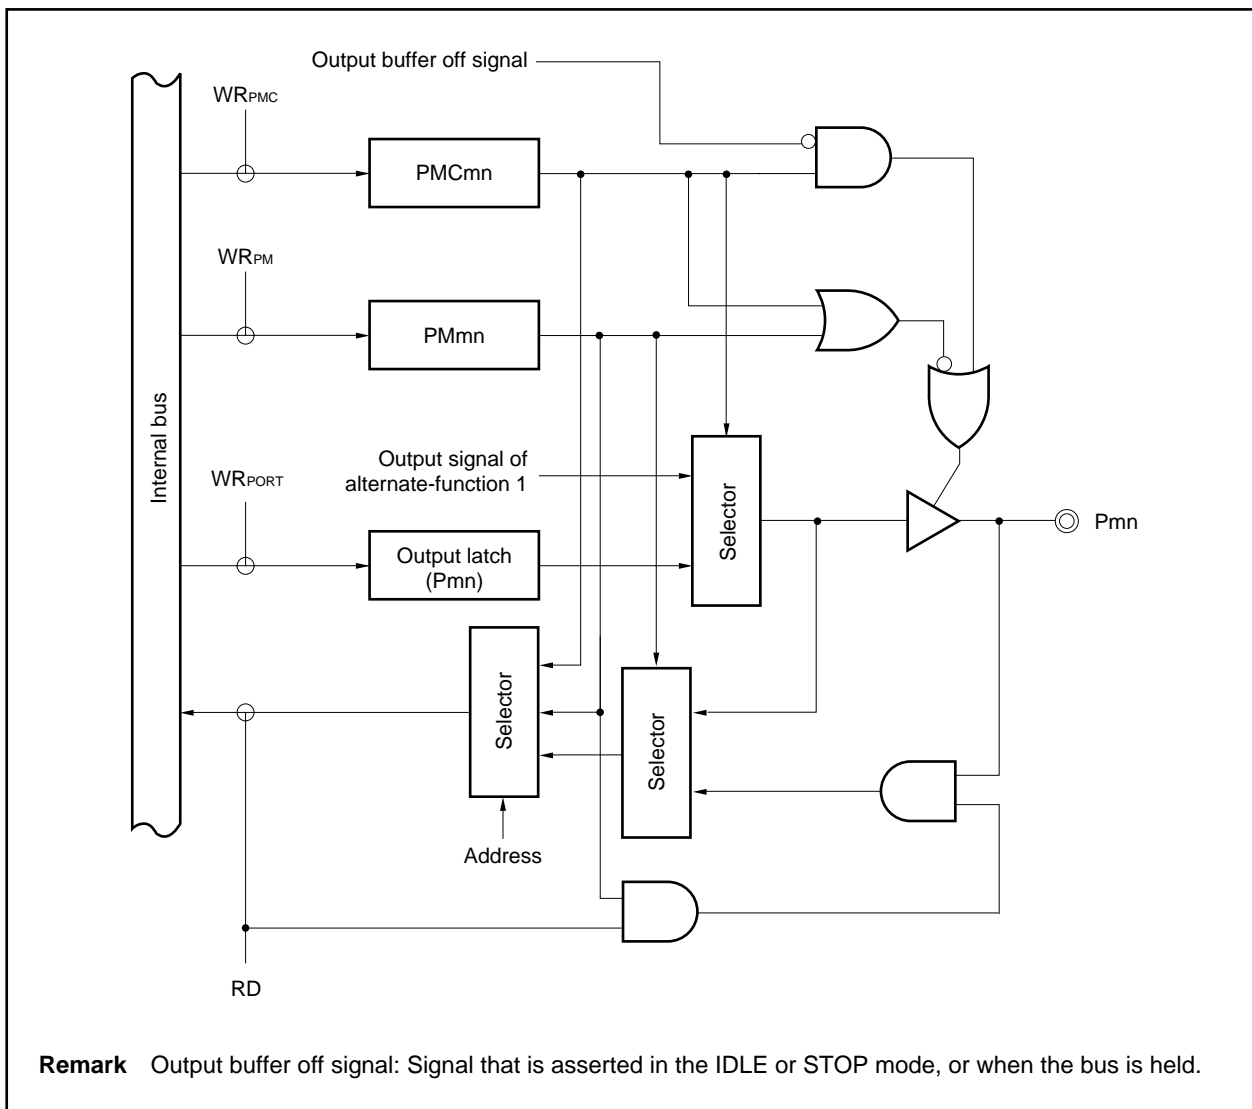 Output buffer off signal
WRPMC
PMCmn
WRPM
PMmn
Internal bus
Output signal of
alternate-function 1
WRPORT
Selector
Pmn
Output latch
(Pmn)
Selector
Selector
Address
RD
Remark Output buffer off signal: Signal that is asserted in the IDLE or STOP mode, or when the bus is held.